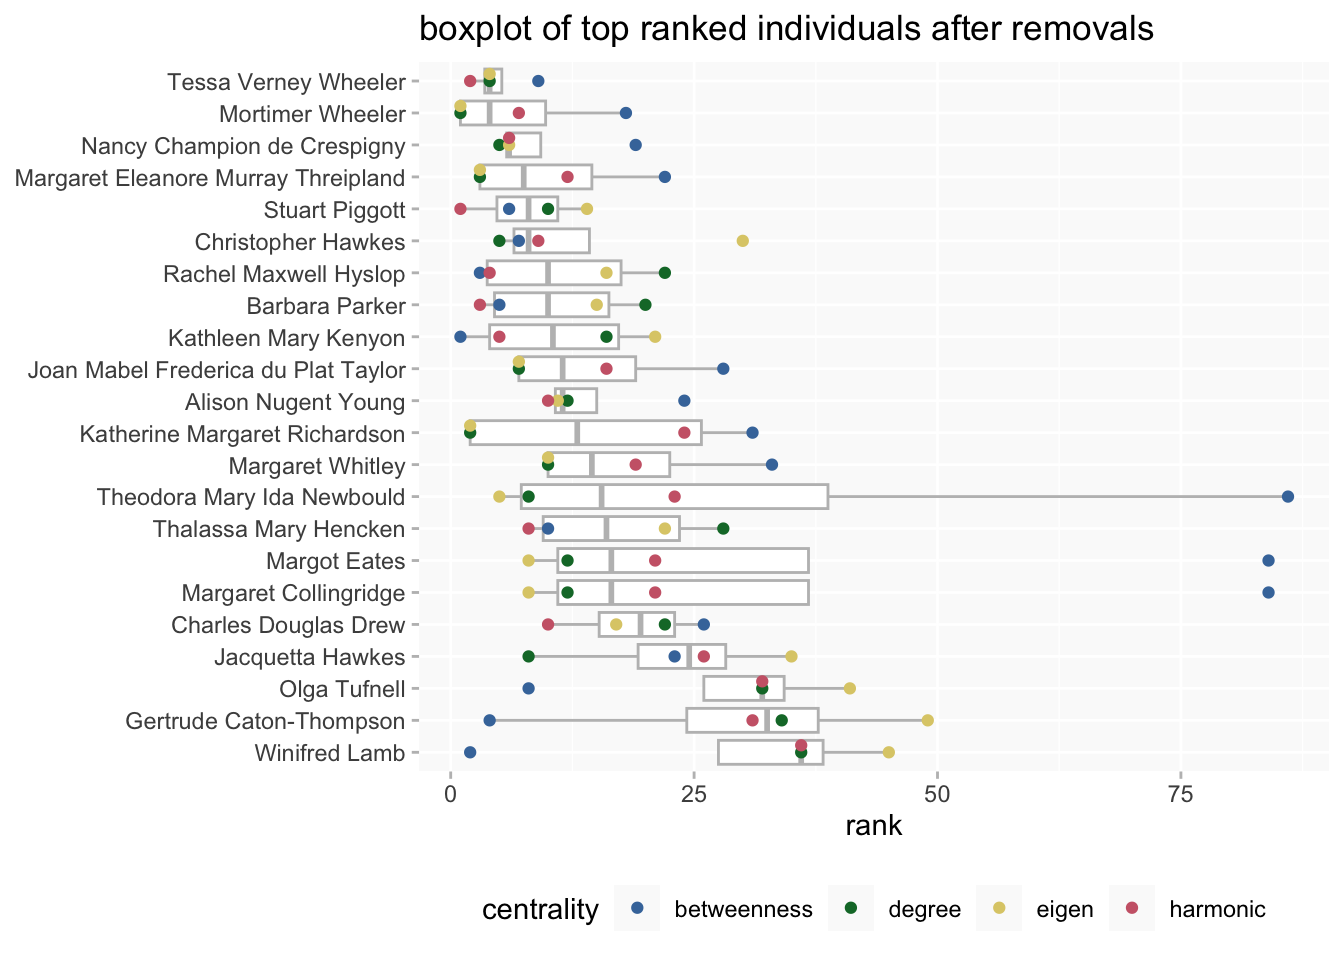 boxplot of top ranked individuals after removals
Tessa Verney Wheeler
Mortimer Wheeler
Nancy Champion de Crespigny
Margaret Eleanore Murray Threipland
Stuart Piggott
Christopher Hawkes
Rachel Maxwell Hyslop
Barbara Parker
Kathleen Mary Kenyon
Joan Mabel Frederica du Plat Taylor
Alison Nugent Young
Katherine Margaret Richardson
Margaret Whitley
Theodora Mary Ida Newbould
Thalassa Mary Hencken
Margot Eates
Margaret Collingridge
Charles Douglas Drew
Jacquetta Hawkes
Olga Tufnell
Gertrude Caton-Thompson
Winifred Lamb
0 25 50 75
rank
centrality betweenness degree eigen harmonic